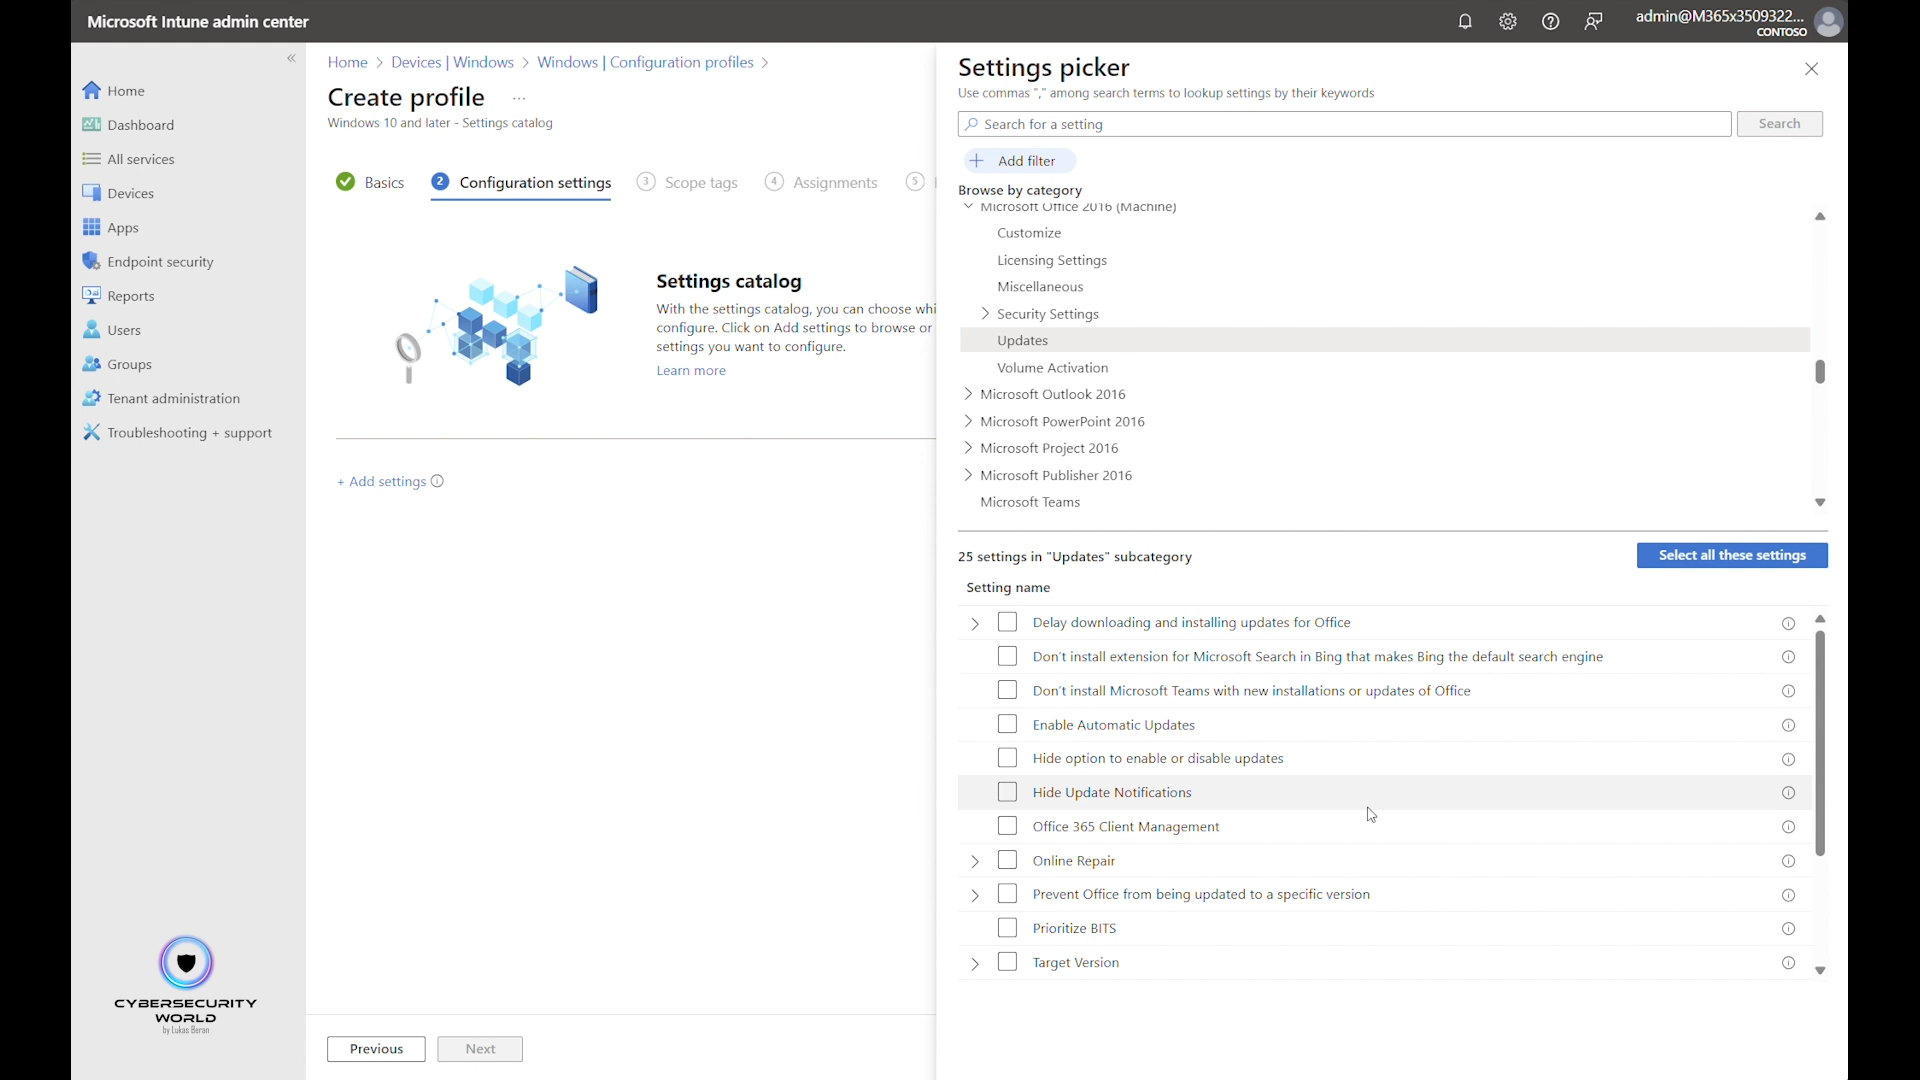 Microsoft Intune admin center
admin@M365x3509322...
CONTOSO
Home
Dashboard
All services
Devices
Apps
Endpoint security
Reports
Users
Groups
Tenant administration
Troubleshooting + support
CYBERSECURITY
WORLD
by Lukas Beran
Home > Devices | Windows > Windows | Configuration profiles >
Create profile ...
Windows 10 and later - Settings catalog
Basics
2 Configuration settings
3 Scope tags
4 Assignments
5
Settings catalog
With the settings catalog, you can choose whi
configure. Click on Add settings to browse or
settings you want to configure.
Learn more
+ Add settings
Previous
Next
Settings picker
Use commas "," among search terms to lookup settings by their keywords
Search for a setting
Search
Add filter
Browse by category
Microsoft Office 2016 (Machine)
Customize
Licensing Settings
Miscellaneous
Security Settings
Updates
Volume Activation
Microsoft Outlook 2016
Microsoft PowerPoint 2016
Microsoft Project 2016
Microsoft Publisher 2016
Microsoft Teams
25 settings in "Updates" subcategory
Select all these settings
Setting name
Delay downloading and installing updates for Office
Don't install extension for Microsoft Search in Bing that makes Bing the default search engine
Don't install Microsoft Teams with new installations or updates of Office
Enable Automatic Updates
Hide option to enable or disable updates
Hide Update Notifications
Office 365 Client Management
Online Repair
Prevent Office from being updated to a specific version
Prioritize BITS
Target Version